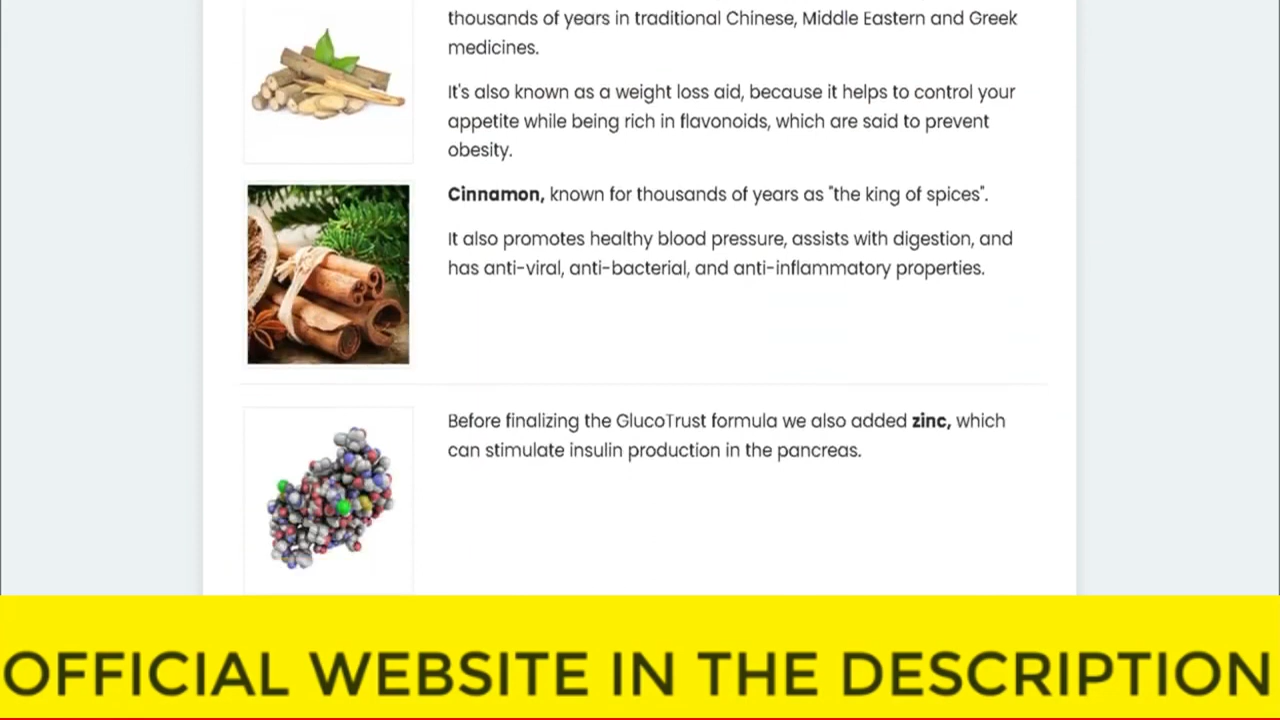 thousands of years in traditional Chinese, Middle Eastern and Greek
medicines.
It's also known as a weight loss aid, because it helps to control your
appetite while being rich in flavonoids, which are said to prevent
obesity.
Cinnamon, known for thousands of years as "the king of spices".
It also promotes healthy blood pressure, assists with digestion, and
has anti-viral, anti-bacterial, and anti-inflammatory properties.
Before finalizing the GlucoTrust formula we also added zinc, which
can stimulate insulin production in the pancreas.
OFFICIAL WEBSITE IN THE DESCRIPTION